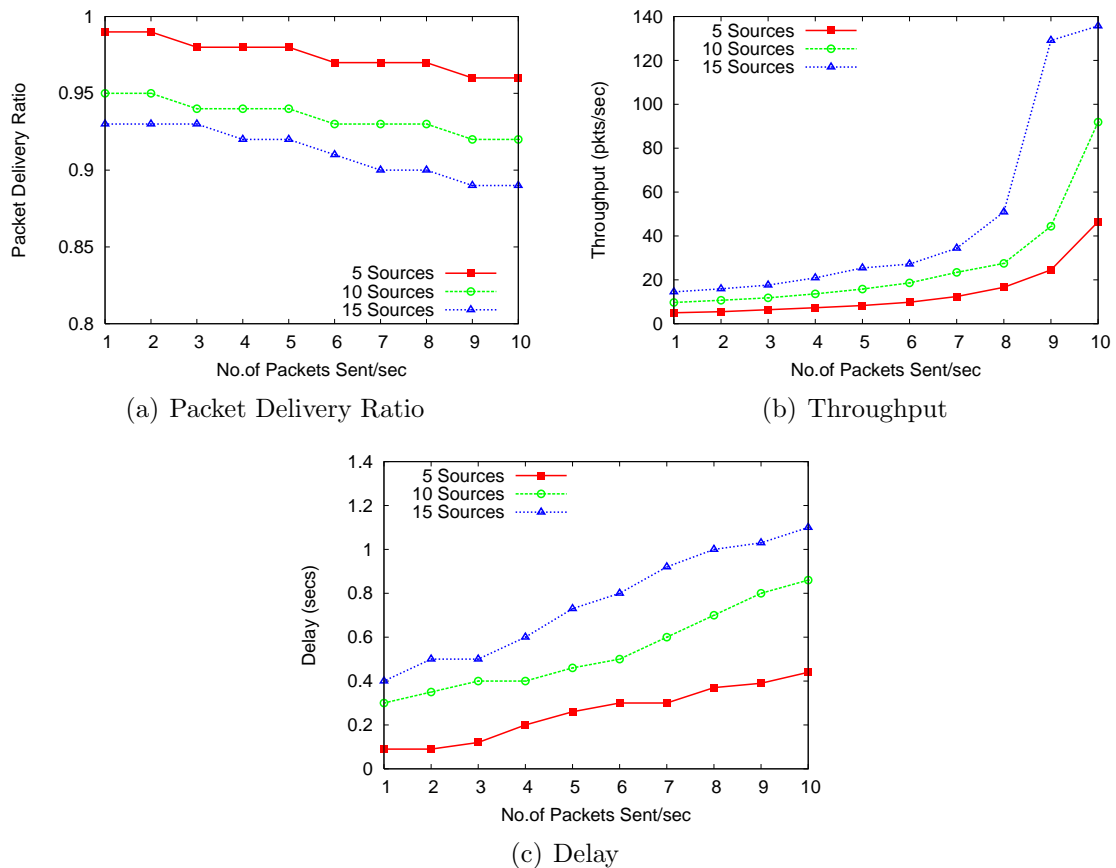 Packet Delivery Ratio
1
0.95
0.9
0.85
0.8
5 Sources
10 Sources
15 Sources
1 2 3 4 5 6 7 8 9 10
No.of Packets Sent/sec
(a) Packet Delivery Ratio
Throughput (pkts/sec)
140
120
100
80
60
40
20
0
5 Sources
10 Sources
15 Sources
1 2 3 4 5 6 7 8 9 10
No.of Packets Sent/sec
(b) Throughput
Delay (secs)
1.4
1.2
1
0.8
0.6
0.4
0.2
0
5 Sources
10 Sources
15 Sources
1 2 3 4 5 6 7 8 9 10
No.of Packets Sent/sec
(c) Delay